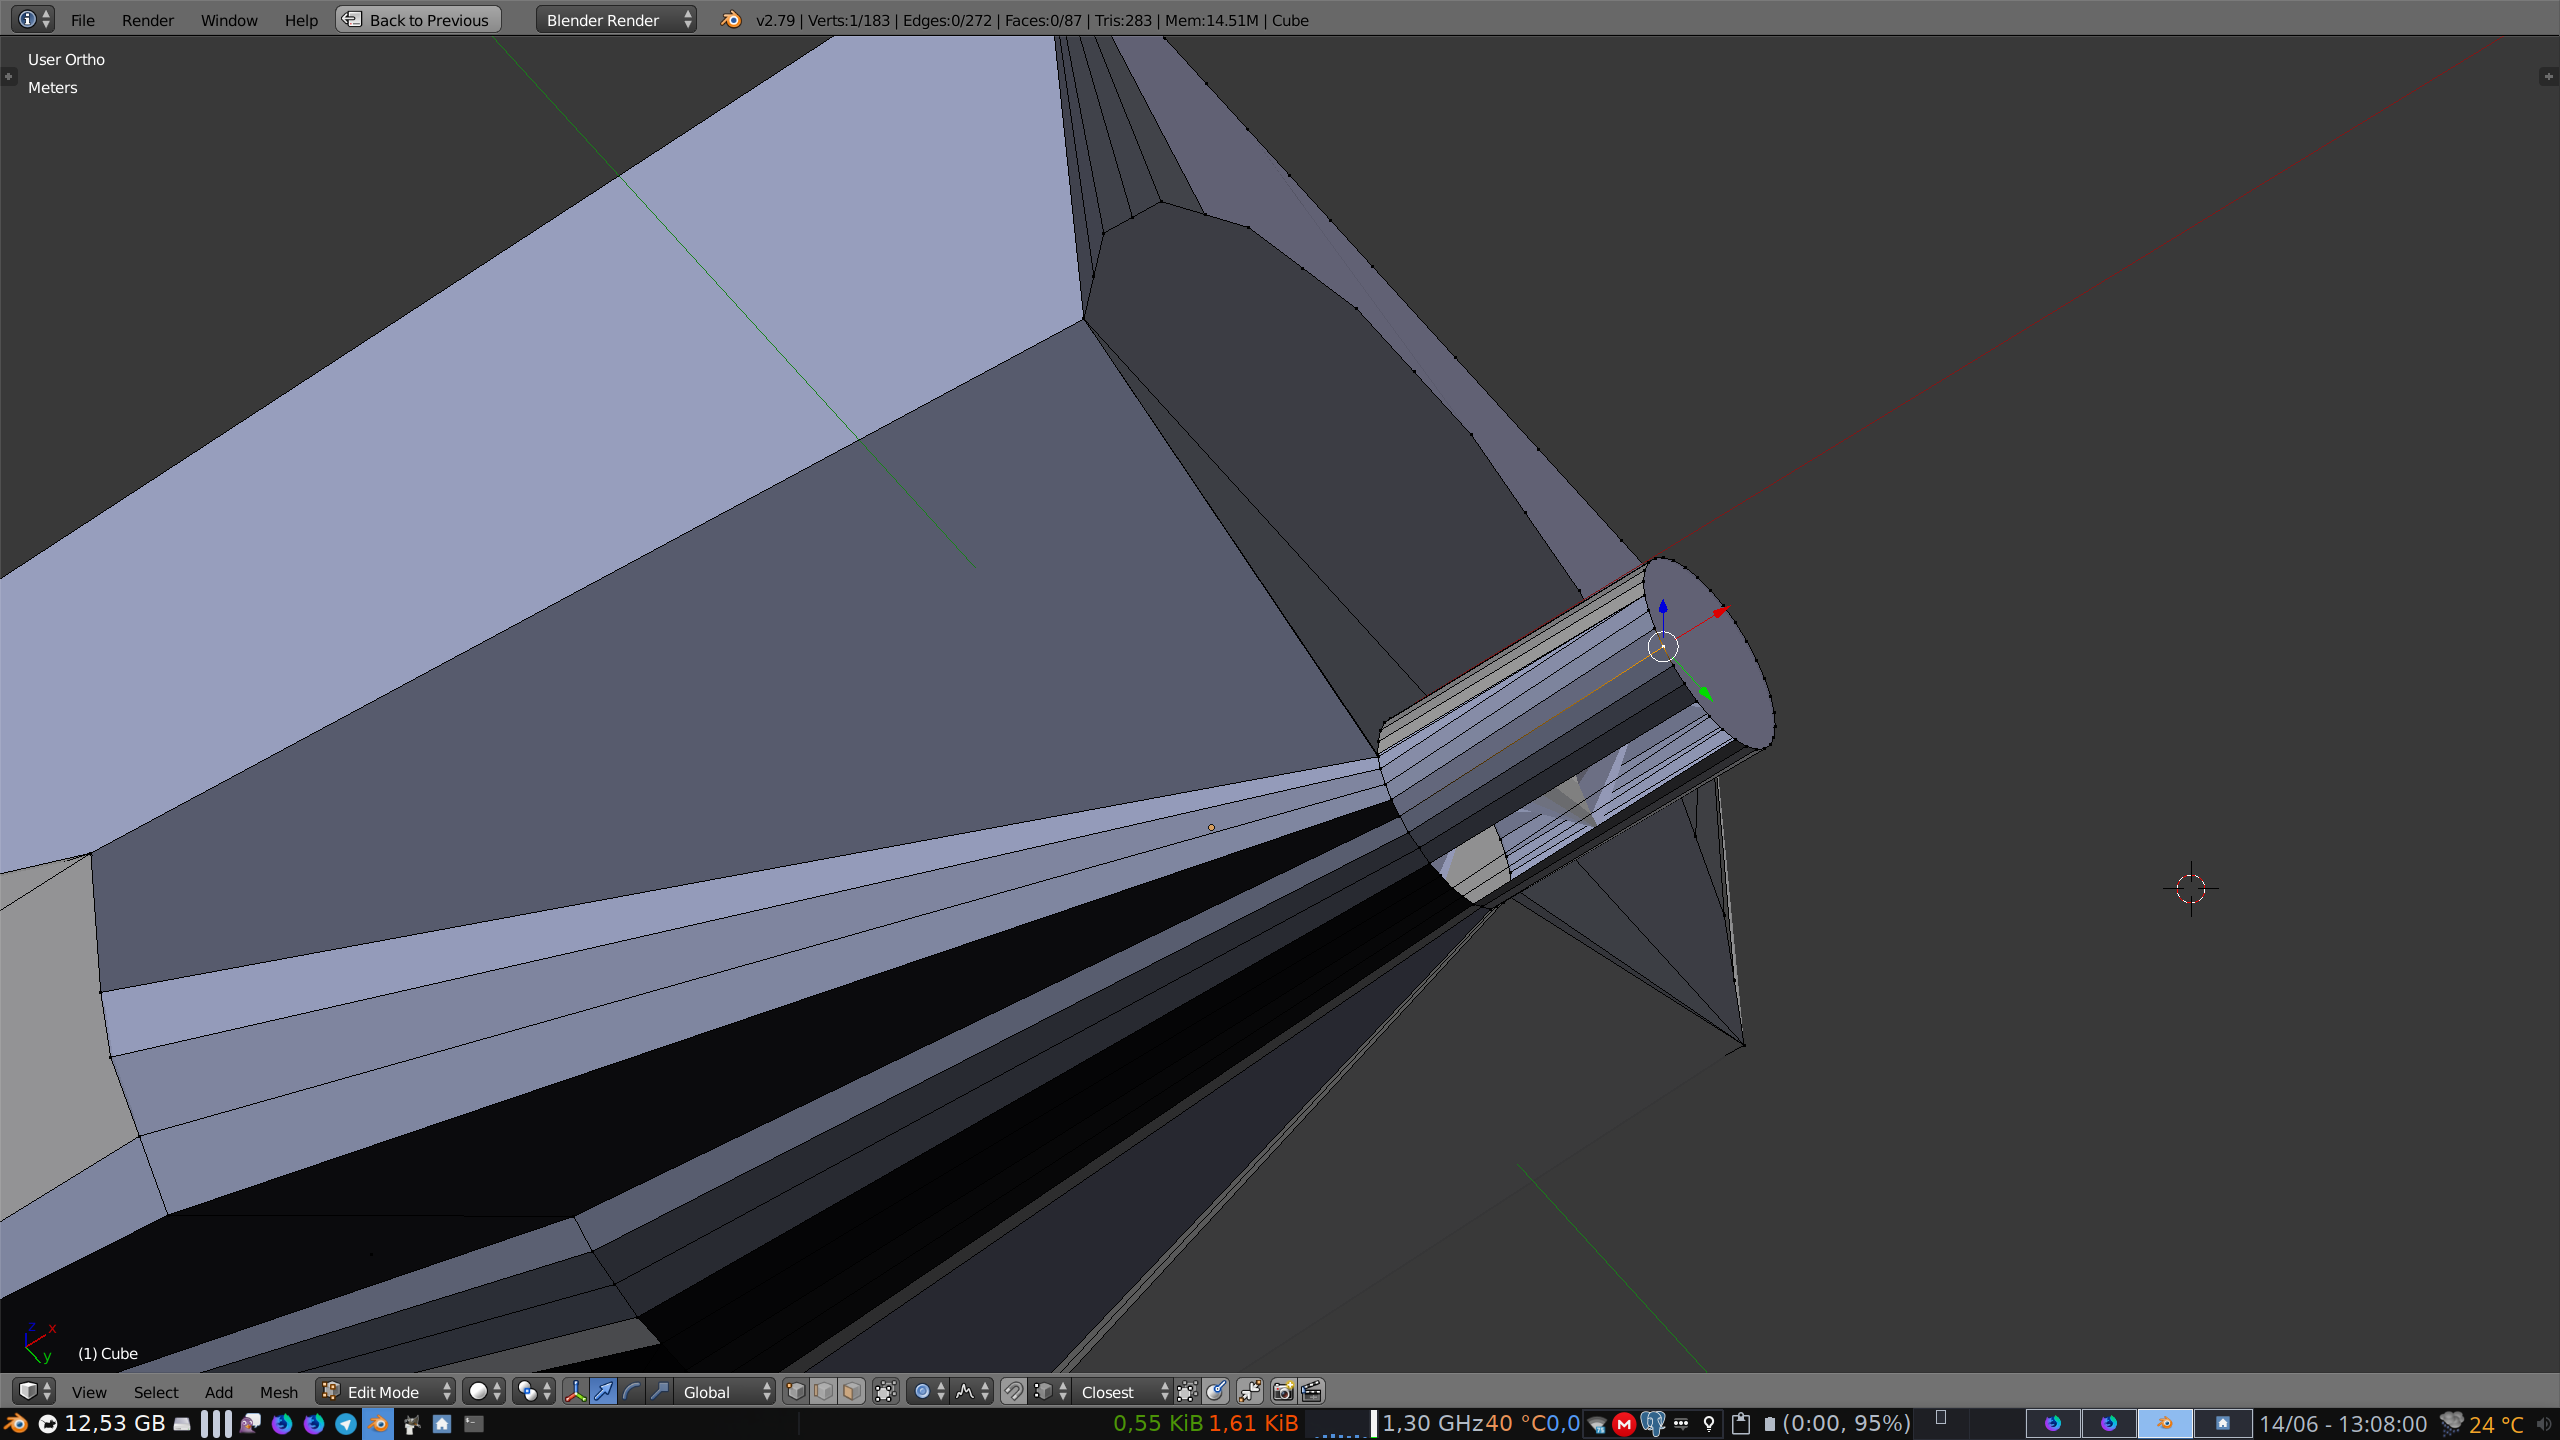 File Render Window Help Back to Previous Blender Render v2.79 | Verts:1/183 | Edges:0/272 | Faces:0/87 | Tris:283 | Mem:14.51M | Cube
User Ortho
Meters
z x
y
(1) Cube
View Select Add Mesh Edit Mode Global Closest
12,53 GB 0,55 KiB 1,61 KiB 1,30 GHz 40 °C 0,0 M (0:00, 95%) 14/06 - 13:08:00 24 °C